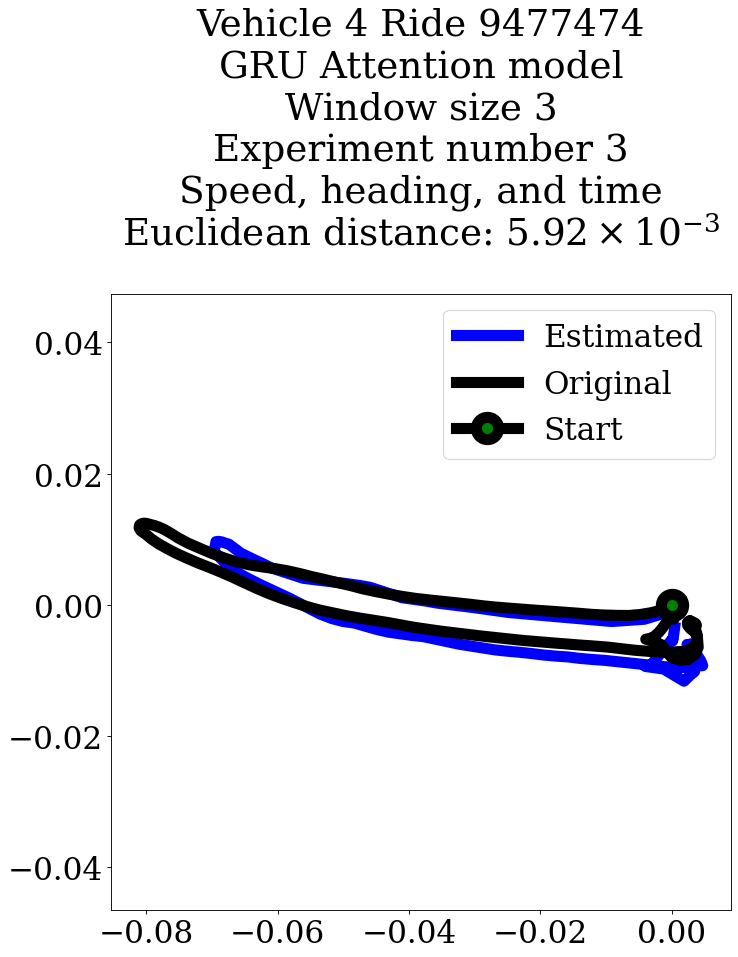 Vehicle 4 Ride 9477474
GRU Attention model
Window size 3
Experiment number 3
Speed, heading, and time
Euclidean distance: 5.92 × 10⁻³
Estimated
Original
Start
0.04
0.02
0.00
−0.02
−0.04
−0.08
−0.06
−0.04
−0.02
0.00